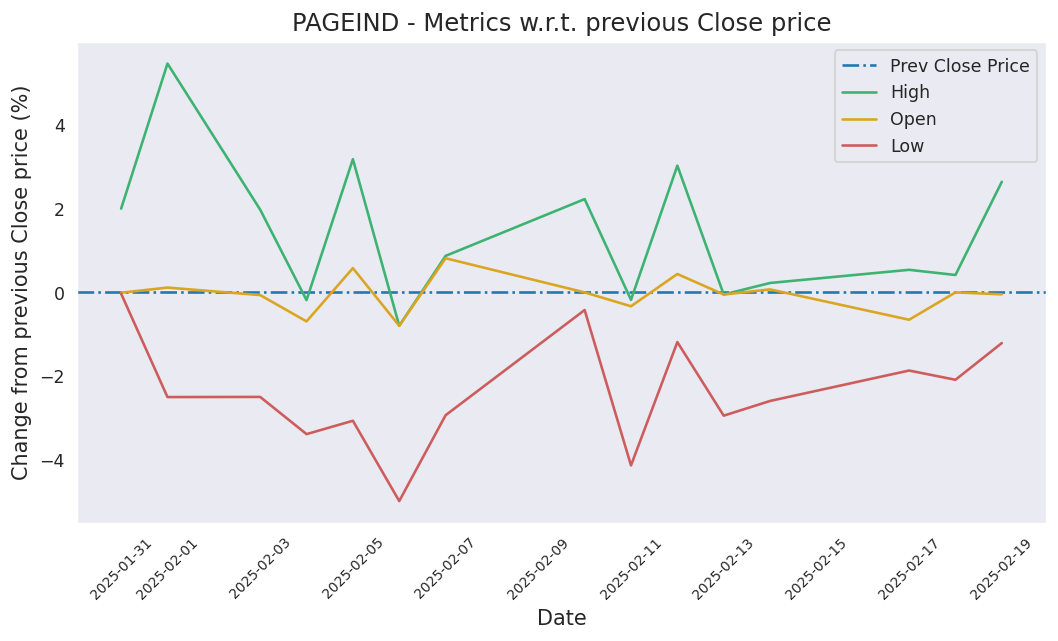 PAGEIND - Metrics w.r.t. previous Close price
Prev Close Price
High
Open
Low
Change from previous Close price (%)
4
2
0
−2
−4
2025-01-31
2025-02-01
2025-02-03
2025-02-05
2025-02-07
2025-02-09
2025-02-11
2025-02-13
2025-02-15
2025-02-17
2025-02-19
Date